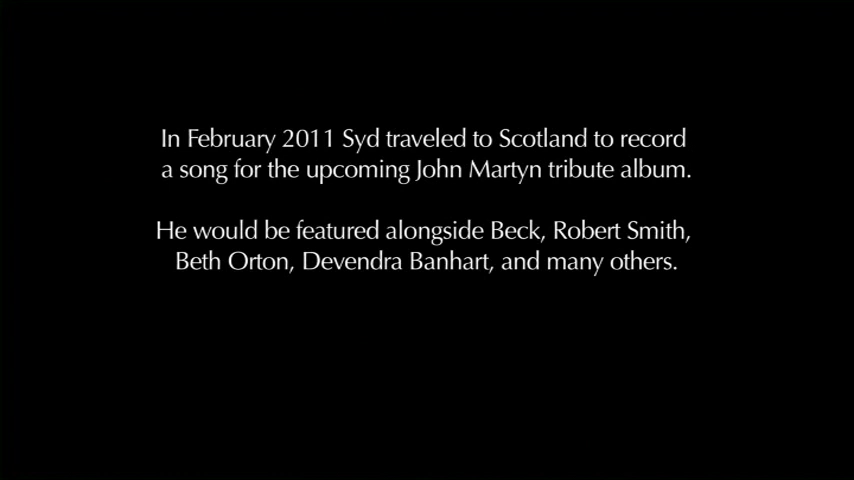 In February 2011 Syd traveled to Scotland to record
a song for the upcoming John Martyn tribute album.
He would be featured alongside Beck, Robert Smith,
Beth Orton, Devendra Banhart, and many others.